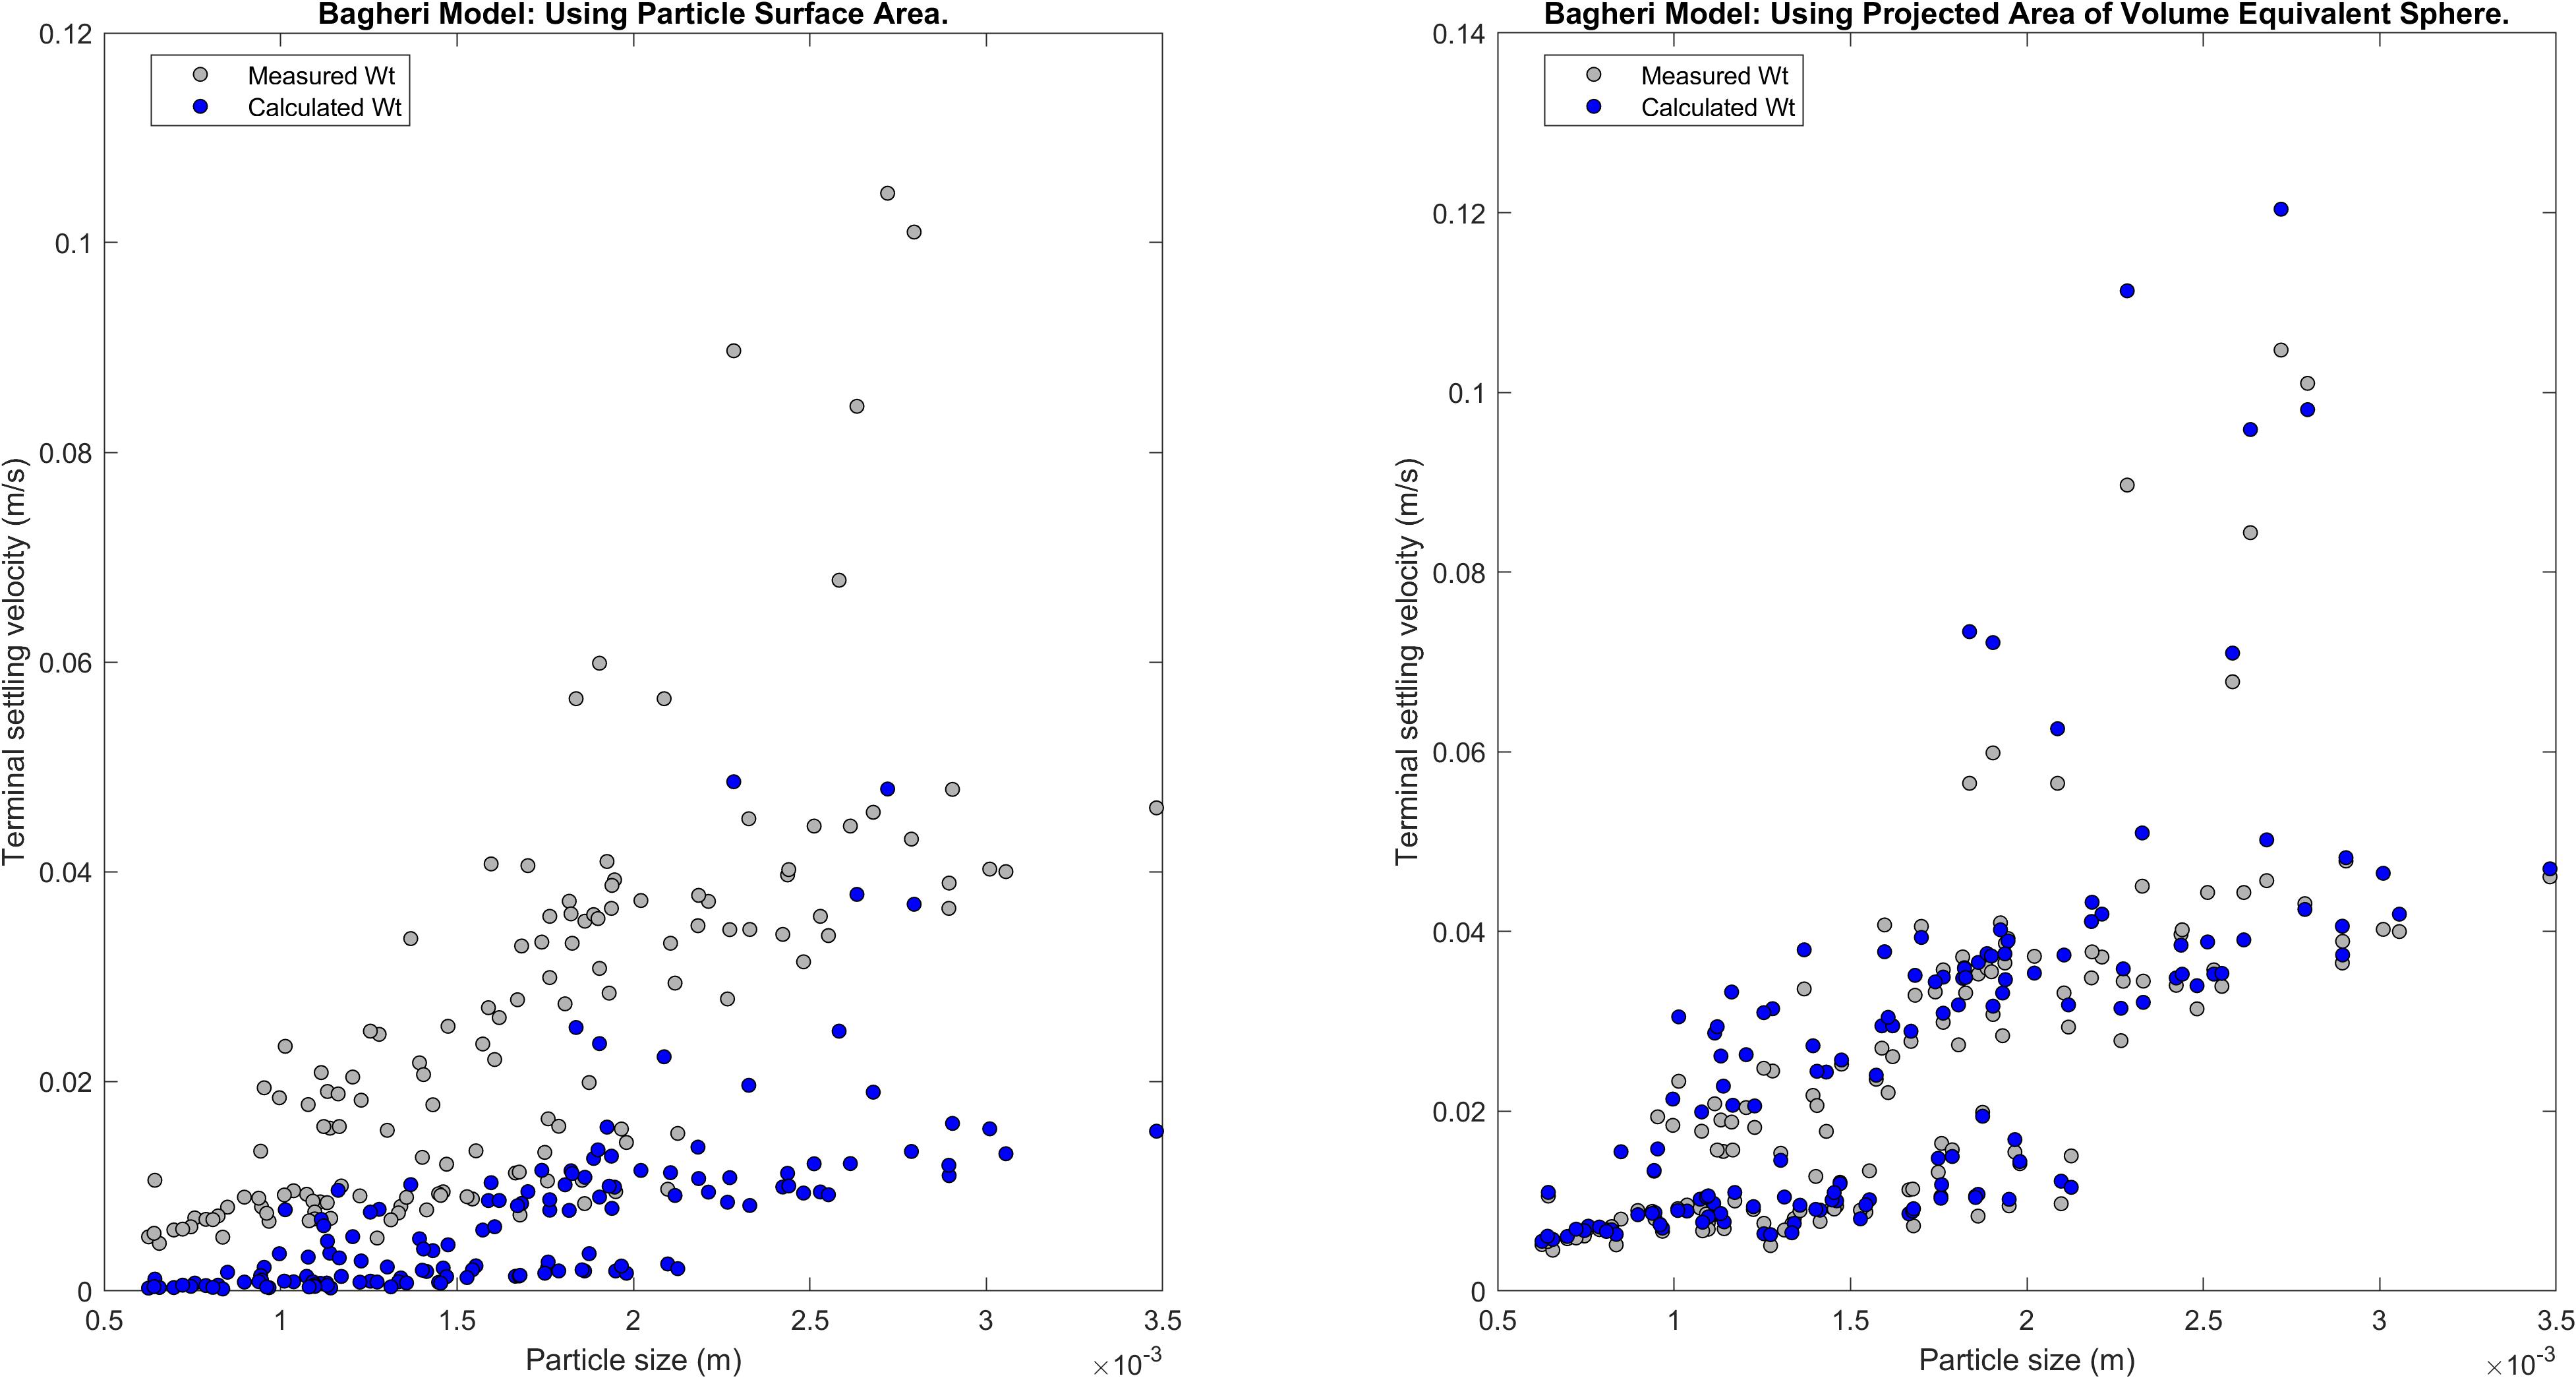 Bagheri Model: Using Particle Surface Area.
0.12
0.1
0.08
0.06
0.04
0.02
0
Terminal settling velocity (m/s)
Measured Wt
Calculated Wt
0.5 1 1.5 2 2.5 3 3.5
Particle size (m)
×10-3
Bagheri Model: Using Projected Area of Volume Equivalent Sphere.
0.14
0.12
0.1
0.08
0.06
0.04
0.02
0
Terminal setlling velocity (m/s)
Measured Wt
Calculated Wt
0.5 1 1.5 2 2.5 3 3.5
Particle size (m)
×10-3